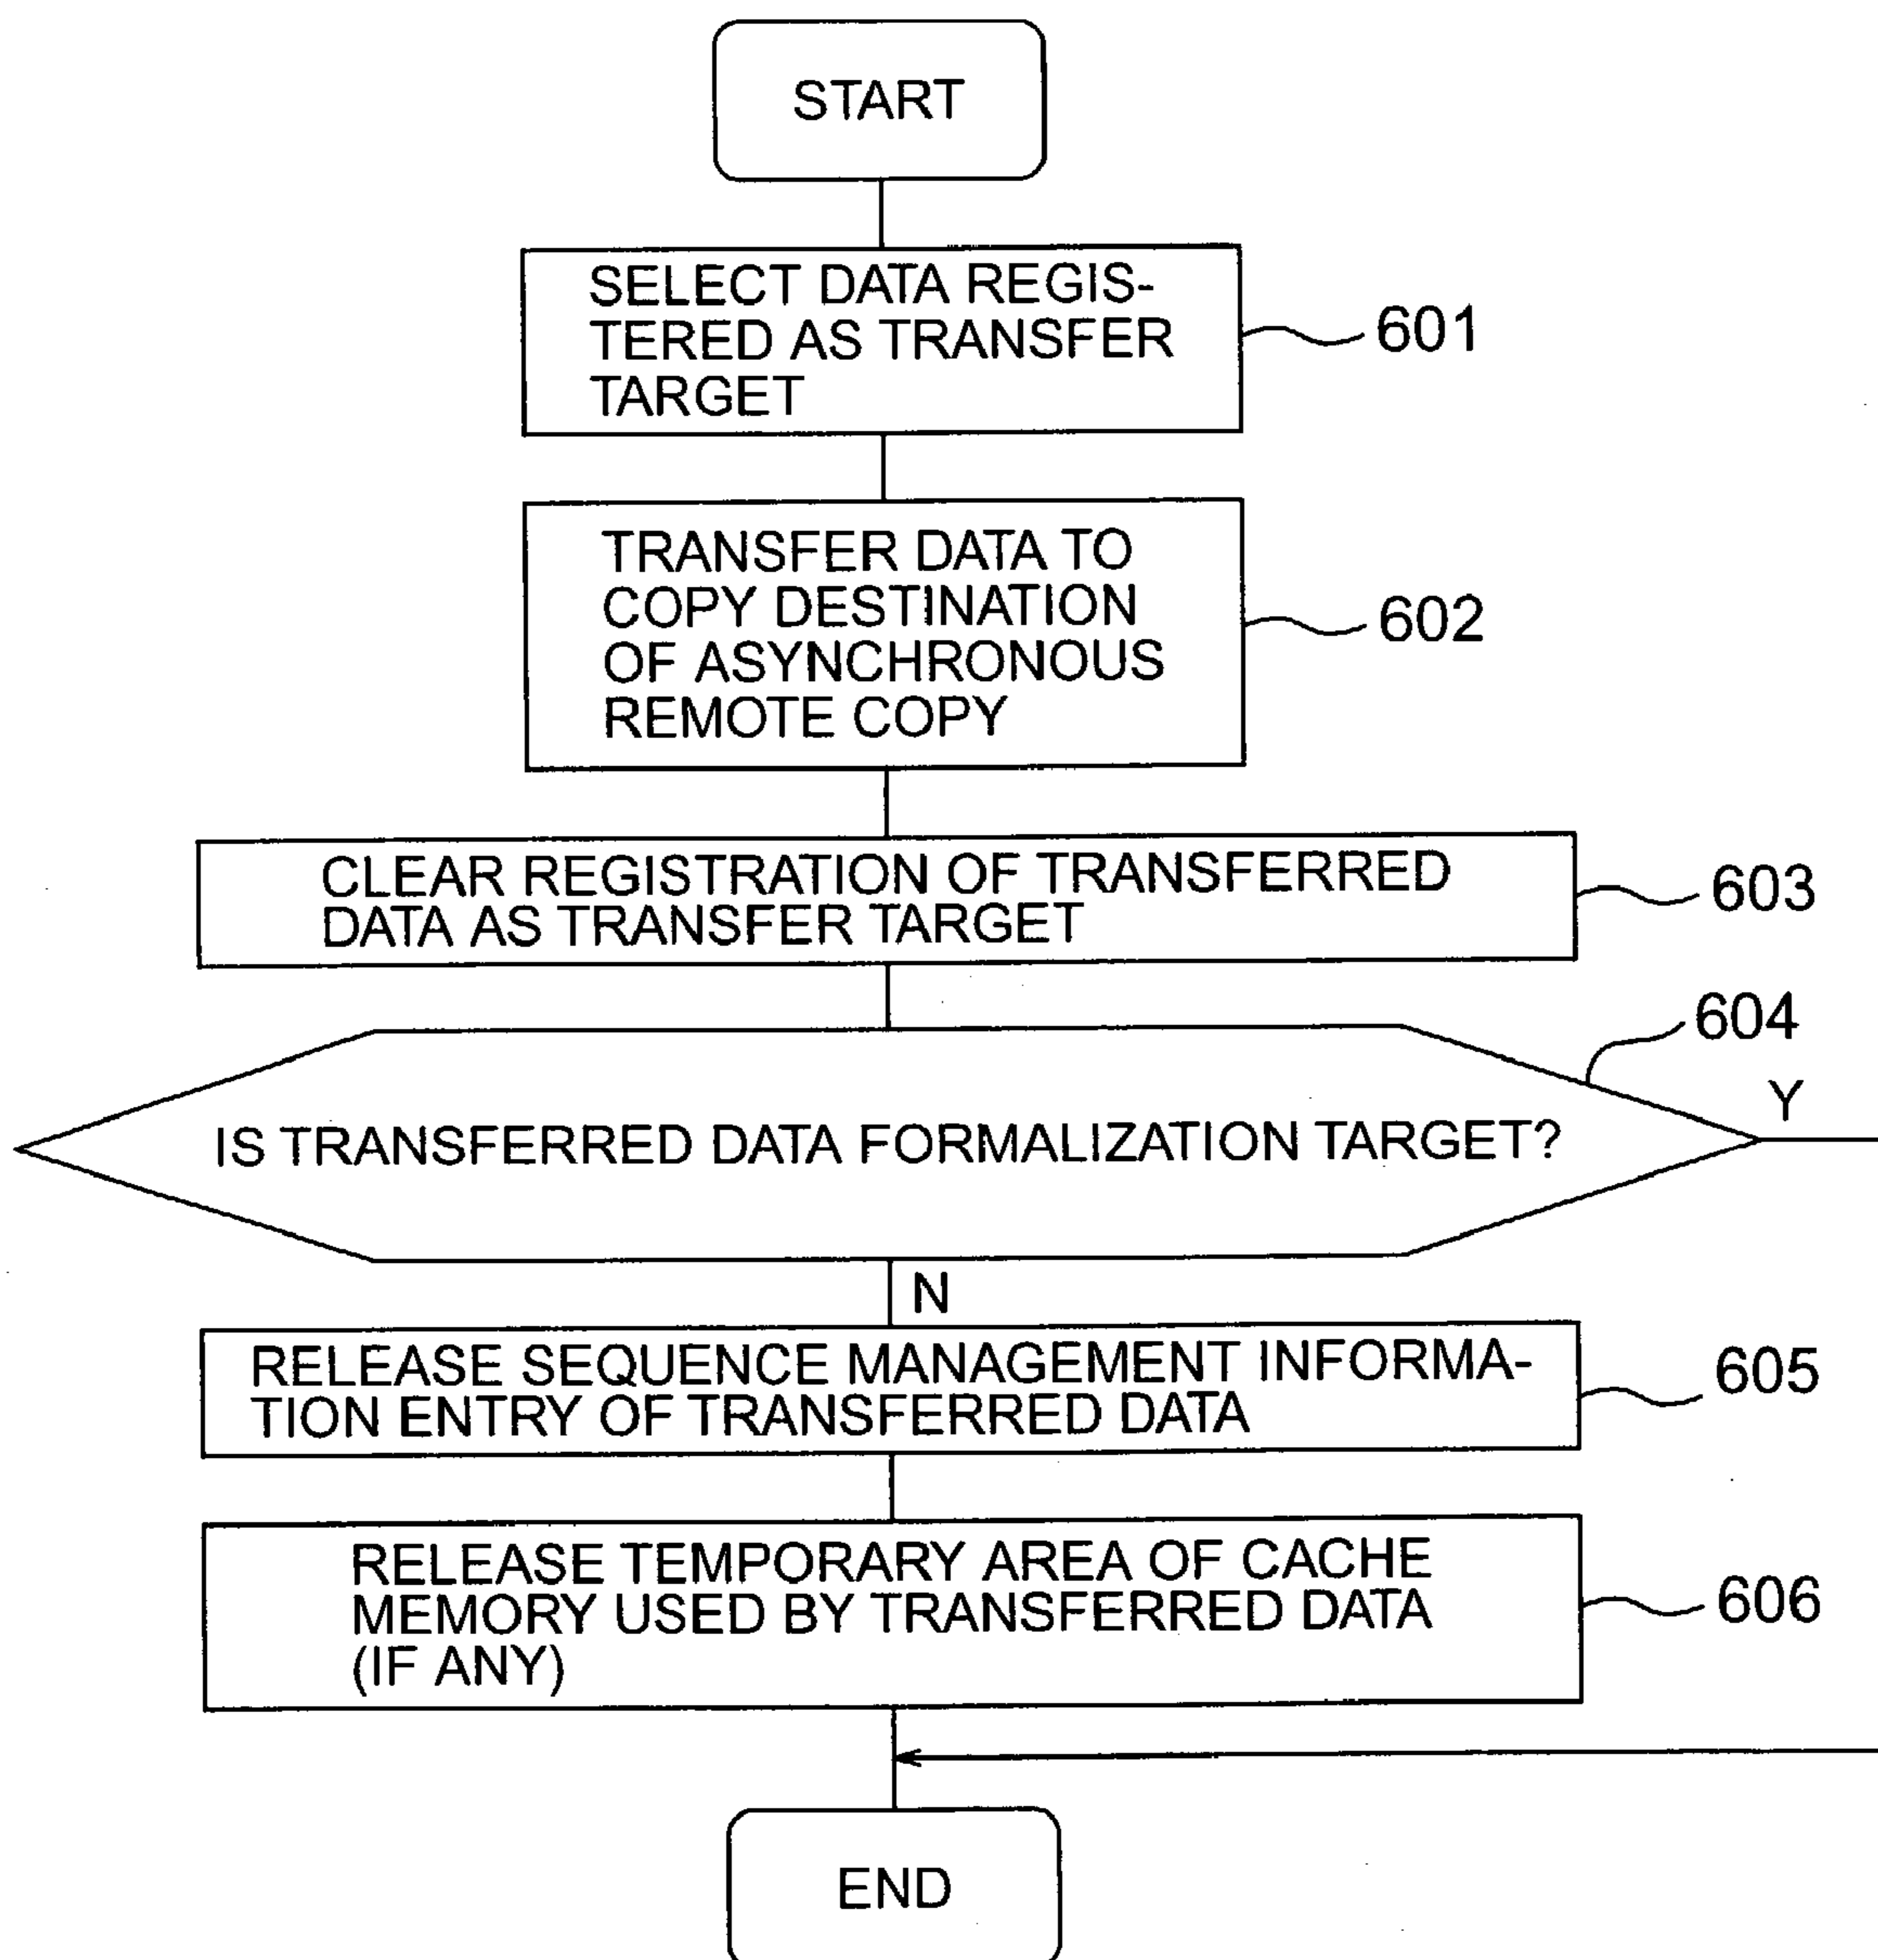 START
SELECT DATA REGIS-
TERED AS TRANSFER
TARGET
601
TRANSFER DATA TO
COPY DESTINATION
OF ASYNCHRONOUS
REMOTE COPY
602
CLEAR REGISTRATION OF TRANSFERRED
DATA AS TRANSFER TARGET
603
604
Y
IS TRANSFERRED DATA FORMALIZATION TARGET?
N
RELEASE SEQUENCE MANAGEMENT INFORMA-
TION ENTRY OF TRANSFERRED DATA
605
RELEASE TEMPORARY AREA OF CACHE
MEMORY USED BY TRANSFERRED DATA
(IF ANY)
606
END